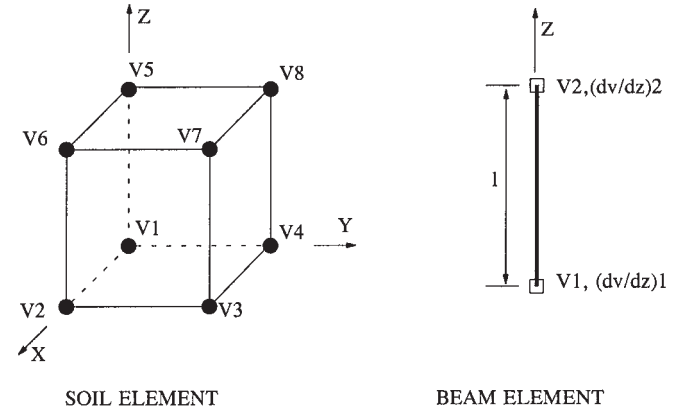 Z
V5
V8
V6
V7
V1
V4
Y
V2
V3
X
SOIL ELEMENT
Z
V2,(dv/dz)2
l
V1, (dv/dz)1
BEAM ELEMENT